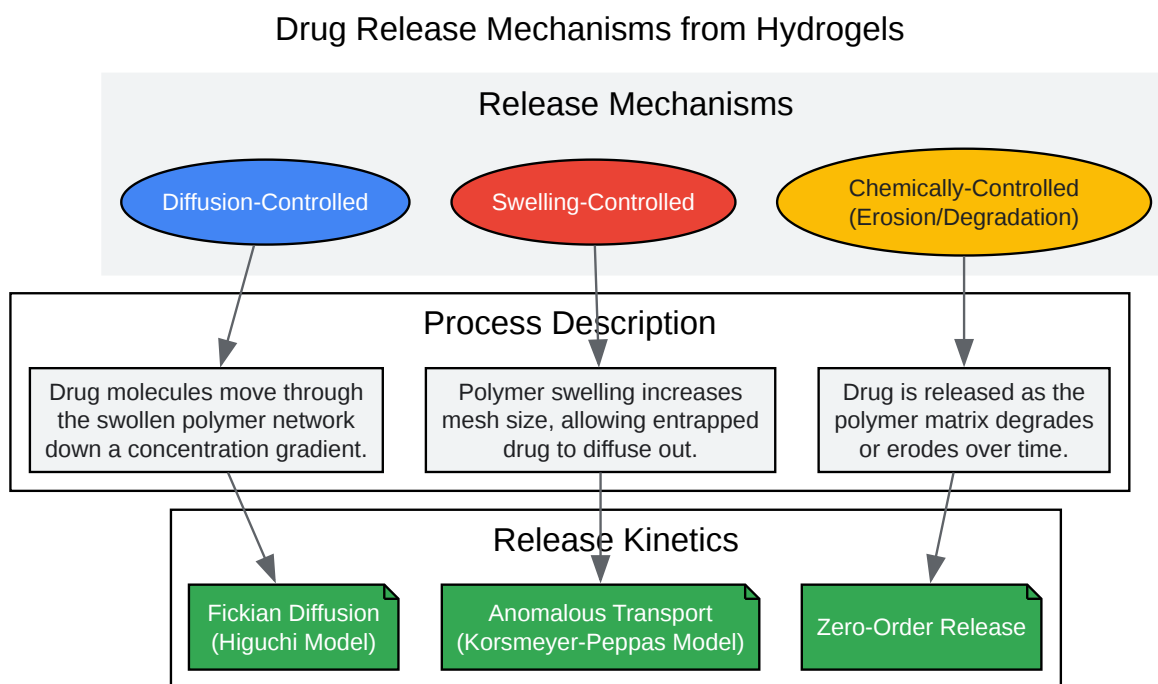 Drug Release Mechanisms from Hydrogels
Release Mechanisms
Diffusion-Controlled
Swelling-Controlled
Chemically-Controlled
(Erosion/Degradation)
Process Description
Drug molecules move through
the swollen polymer network
down a concentration gradient.
Polymer swelling increases
mesh size, allowing entrapped
drug to diffuse out.
Drug is released as the
polymer matrix degrades
or erodes over time.
Release Kinetics
Fickian Diffusion
(Higuchi Model)
Anomalous Transport
(Korsmeyer-Peppas Model)
Zero-Order Release